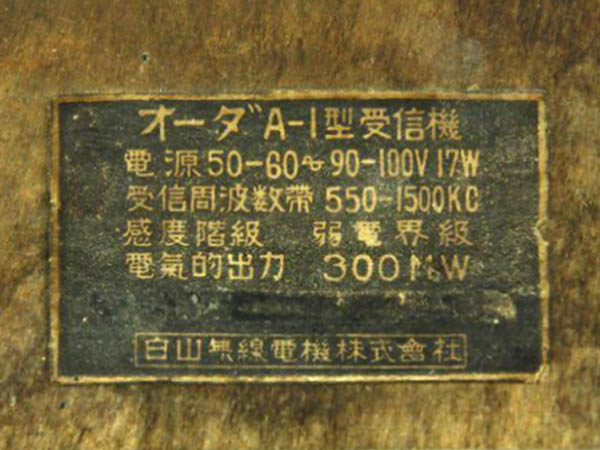 オーダA-1型受信機
電源50-60~90-100V 17W
受信周波数帯 550-1500KC
感度階級 弱電界級
電氣的出力 300MW
白山無線電機株式會社